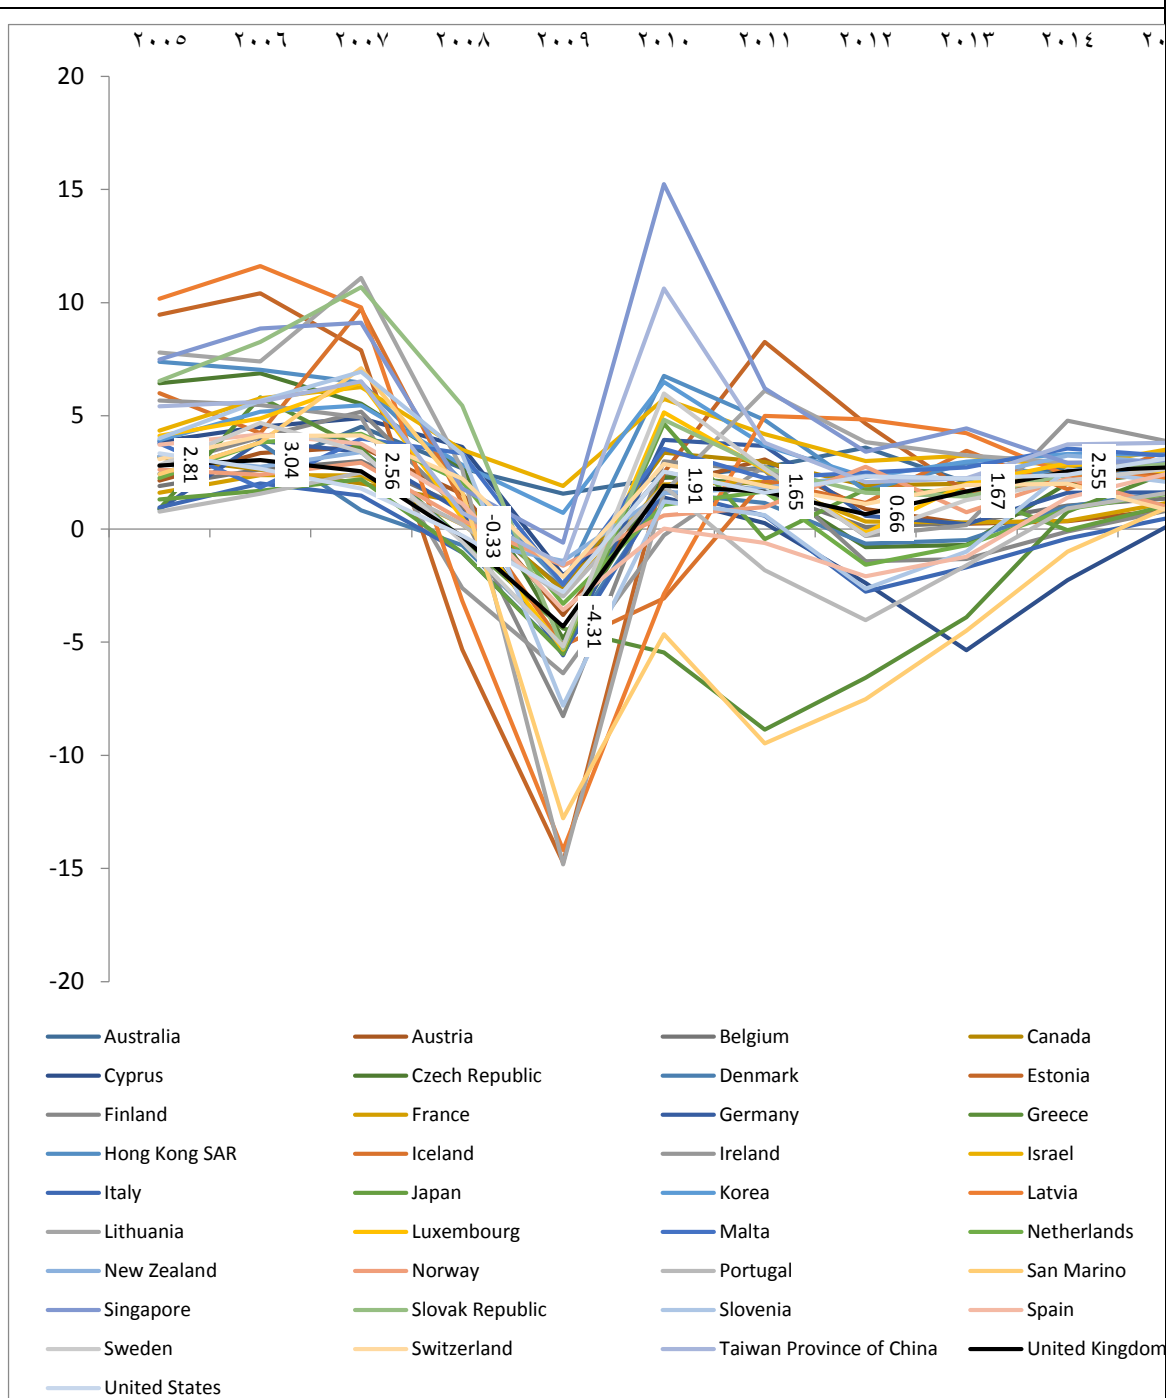 ٢٠٠٥ ٢٠٠٦ ٢٠٠٧ ٢٠٠٨ ٢٠٠٩ ٢٠١٠ ٢٠١١ ٢٠١٢ ٢٠١٣ ٢٠١٤ ٢٠
20
15
10
5
0
-5
-10
-15
-20
2.81
3.04
2.56
-0.33
-4.31
1.91
1.65
0.66
1.67
2.55
Australia Austria Belgium Canada
Cyprus Czech Republic Denmark Estonia
Finland France Germany Greece
Hong Kong SAR Iceland Ireland Israel
Italy Japan Korea Latvia
Lithuania Luxembourg Malta Netherlands
New Zealand Norway Portugal San Marino
Singapore Slovak Republic Slovenia Spain
Sweden Switzerland Taiwan Province of China United Kingdom
United States